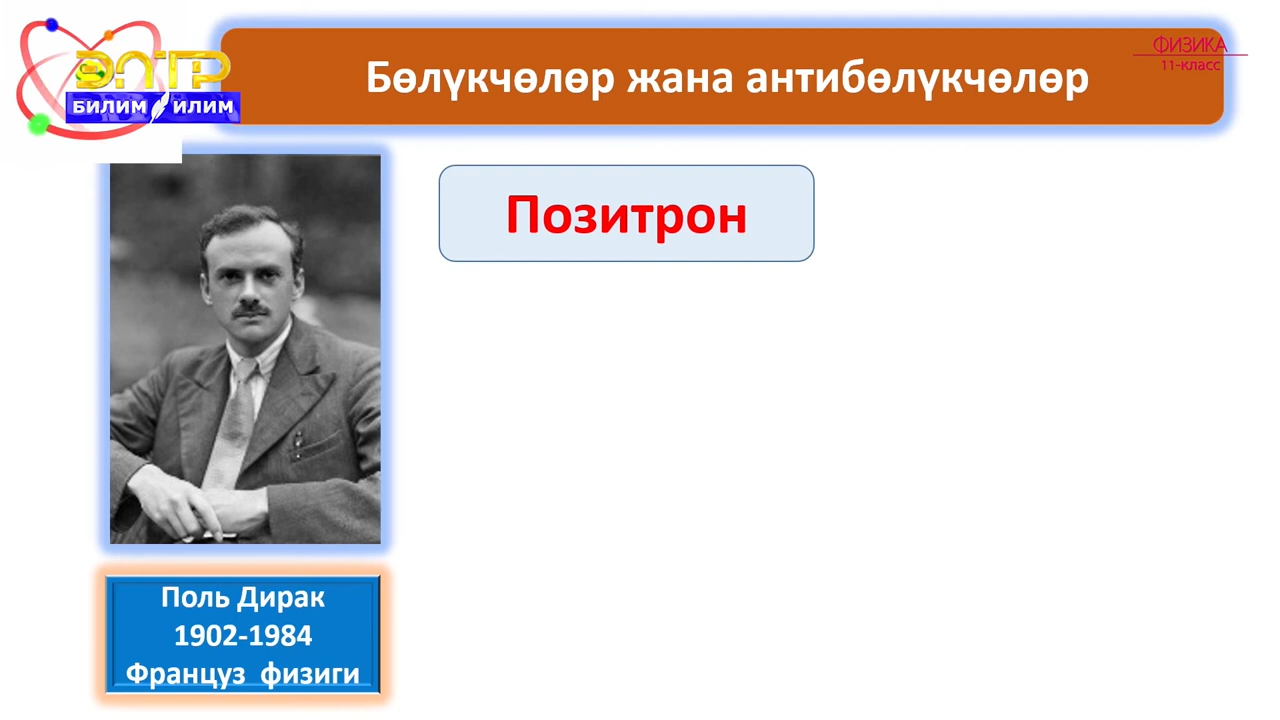 ЭЛТР
БИЛИМ ИЛИМ
Бөлүкчөлөр жана антибөлүкчөлөр
ФИЗИКА
11-класс
Позитрон
Поль Дирак
1902-1984
Француз физиги